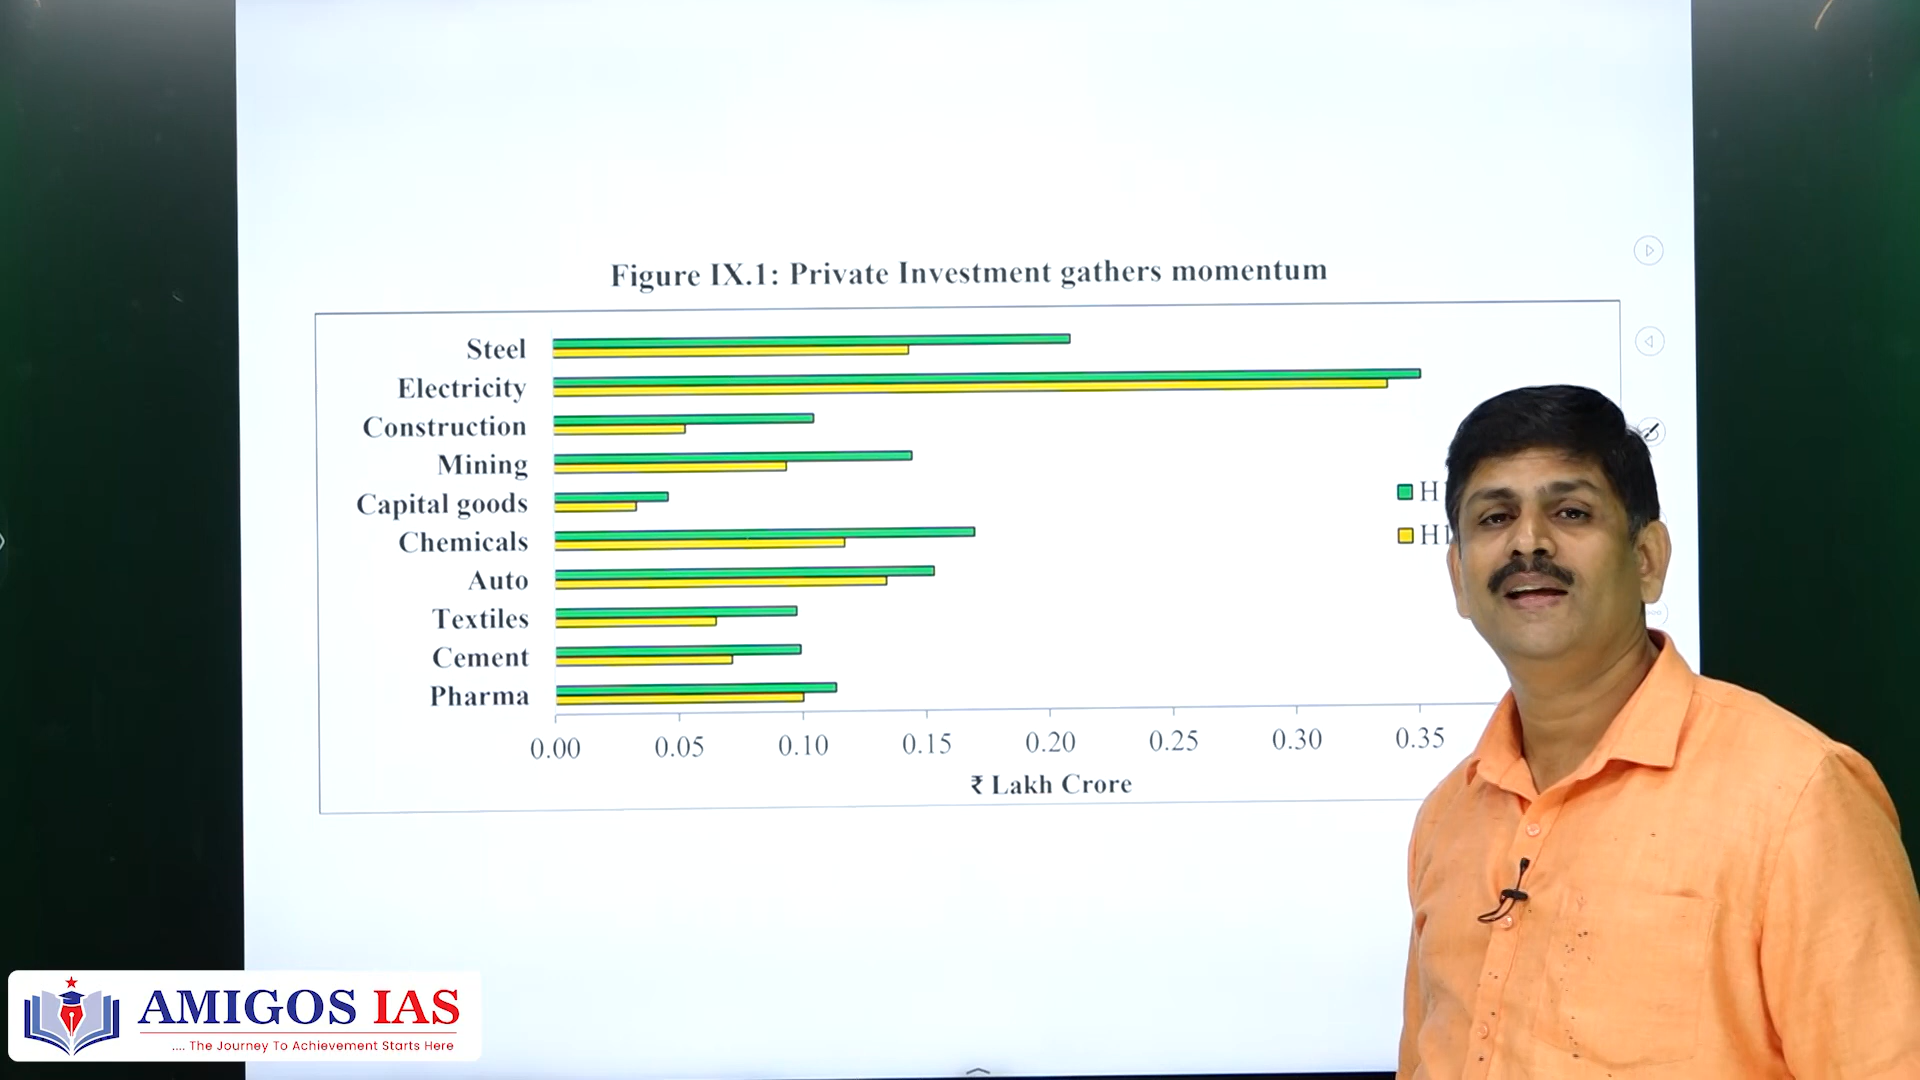 Figure IX.1: Private Investment gathers momentum
Steel
Electricity
Construction
Mining
Capital goods
Chemicals
Auto
Textiles
Cement
Pharma
H1
H1
0.00 0.05 0.10 0.15 0.20 0.25 0.30 0.35
₹ Lakh Crore
AMIGOS IAS
.... The Journey To Achievement Starts Here